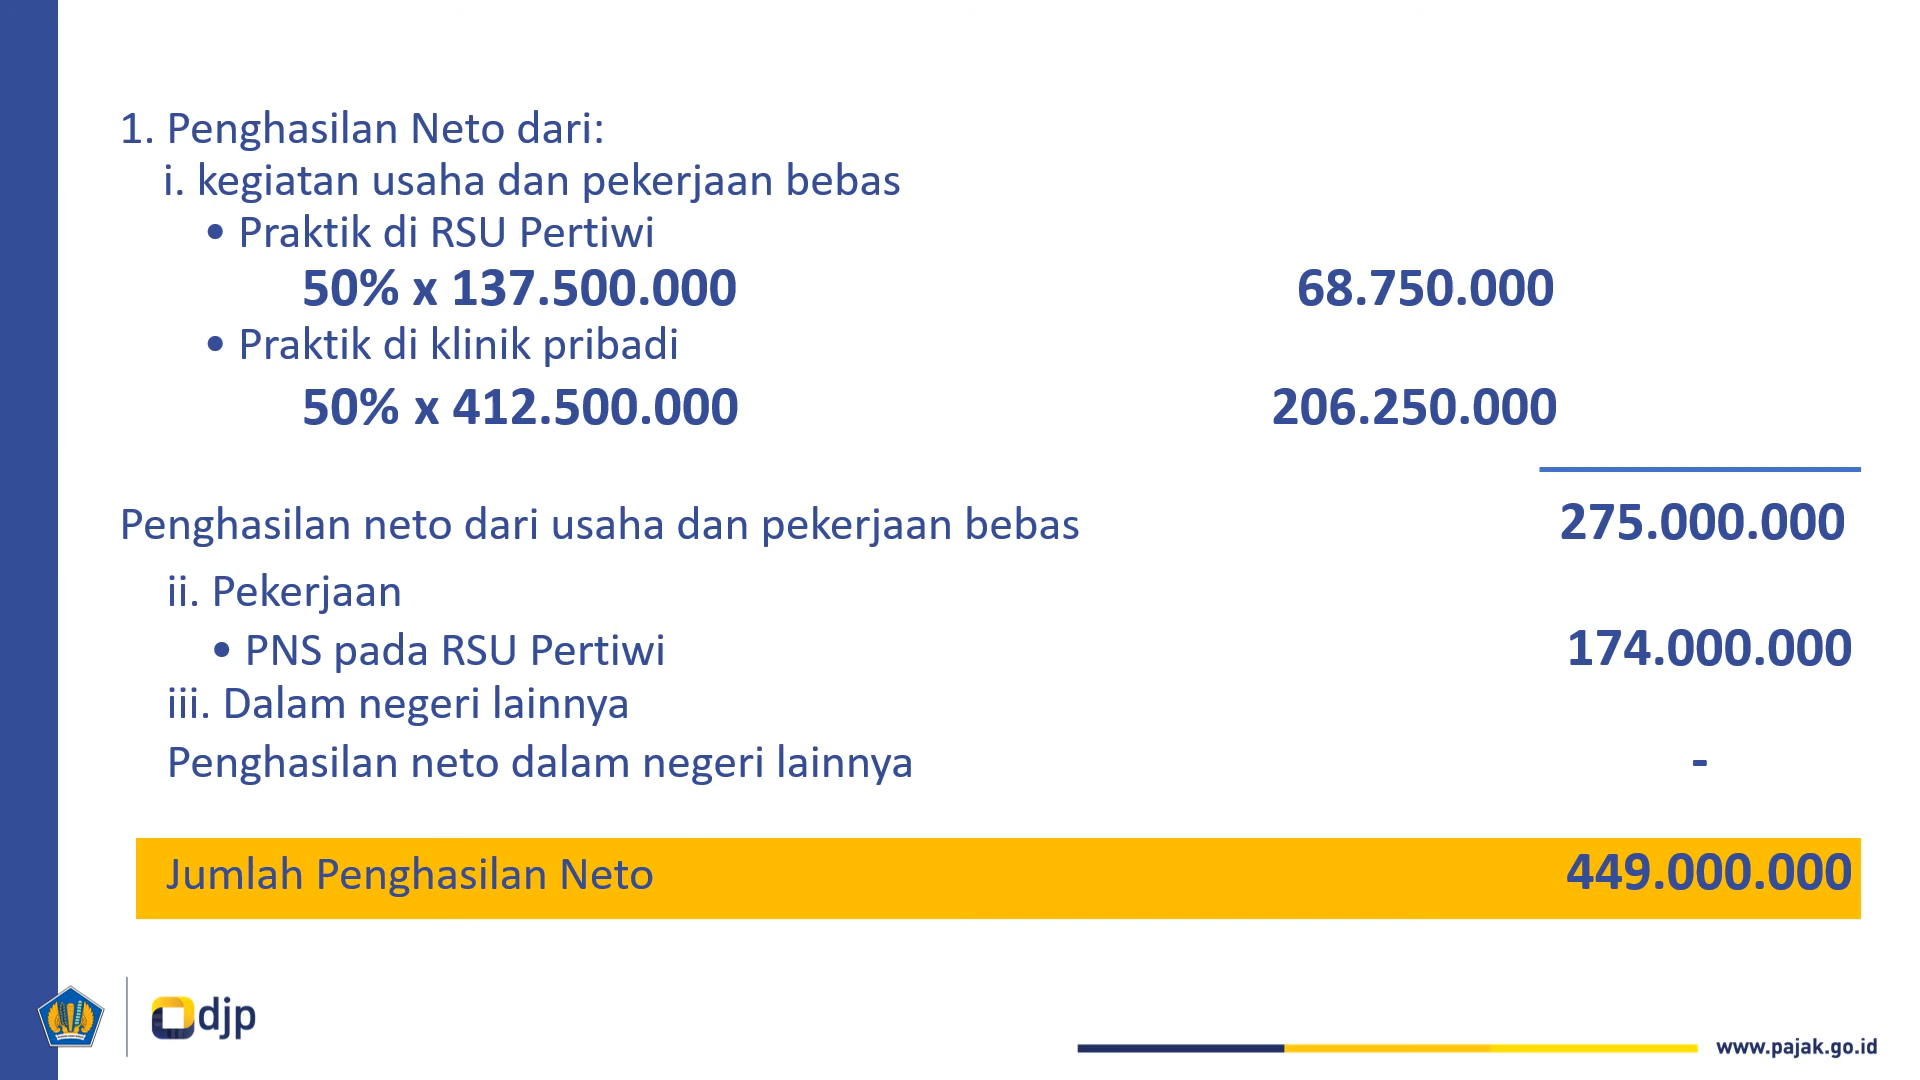 1. Penghasilan Neto dari:
i. kegiatan usaha dan pekerjaan bebas
• Praktik di RSU Pertiwi
50% x 137.500.000 68.750.000
• Praktik di klinik pribadi
50% x 412.500.000 206.250.000
Penghasilan neto dari usaha dan pekerjaan bebas 275.000.000
ii. Pekerjaan
• PNS pada RSU Pertiwi 174.000.000
iii. Dalam negeri lainnya
Penghasilan neto dalam negeri lainnya -
Jumlah Penghasilan Neto 449.000.000
djp
www.pajak.go.id